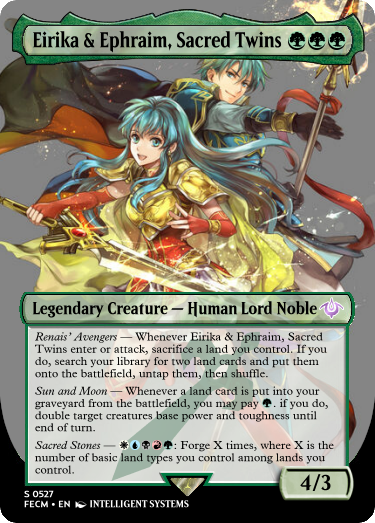 Eirika & Ephraim, Sacred Twins
Legendary Creature — Human Lord Noble
Renais' Avengers — Whenever Eirika & Ephraim, Sacred
Twins enter or attack, sacrifice a land you control. If you
do, search your library for two land cards and put them
onto the battlefield, untap them, then shuffle.
Sun and Moon — Whenever a land card is put into your
graveyard from the battlefield, you may pay . if you do,
double target creatures base power and toughness until
end of turn.
Sacred Stones — : Forge X times, where X is the
number of basic land types you control among lands you
control.
4/3
S 0527
FECM • EN INTELLIGENT SYSTEMS